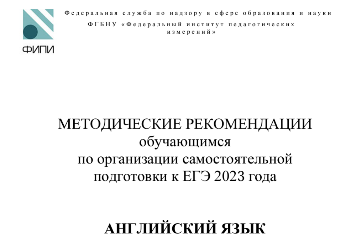 Федеральная служба по надзору в сфере образования и науки
ФГБНУ «Федеральный институт педагогических
измерений»
ФИПИ
МЕТОДИЧЕСКИЕ РЕКОМЕНДАЦИИ
обучающимся
по организации самостоятельной
подготовки к ЕГЭ 2023 года
АНГЛИЙСКИЙ ЯЗЫК